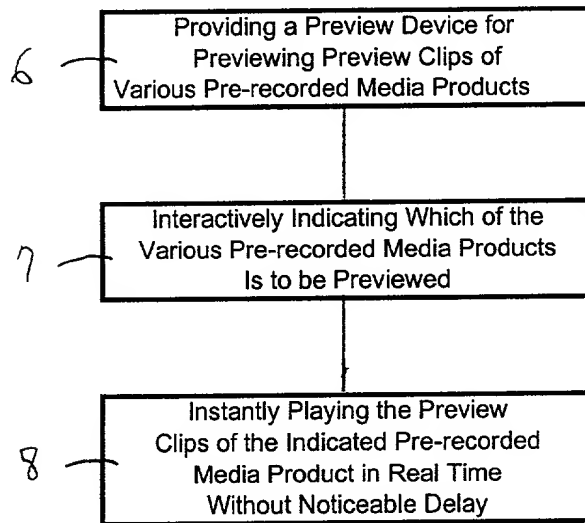 6
Providing a Preview Device for
Previewing Preview Clips of
Various Pre-recorded Media Products
7
Interactively Indicating Which of the
Various Pre-recorded Media Products
Is to be Previewed
8
Instantly Playing the Preview
Clips of the Indicated Pre-recorded
Media Product in Real Time
Without Noticeable Delay